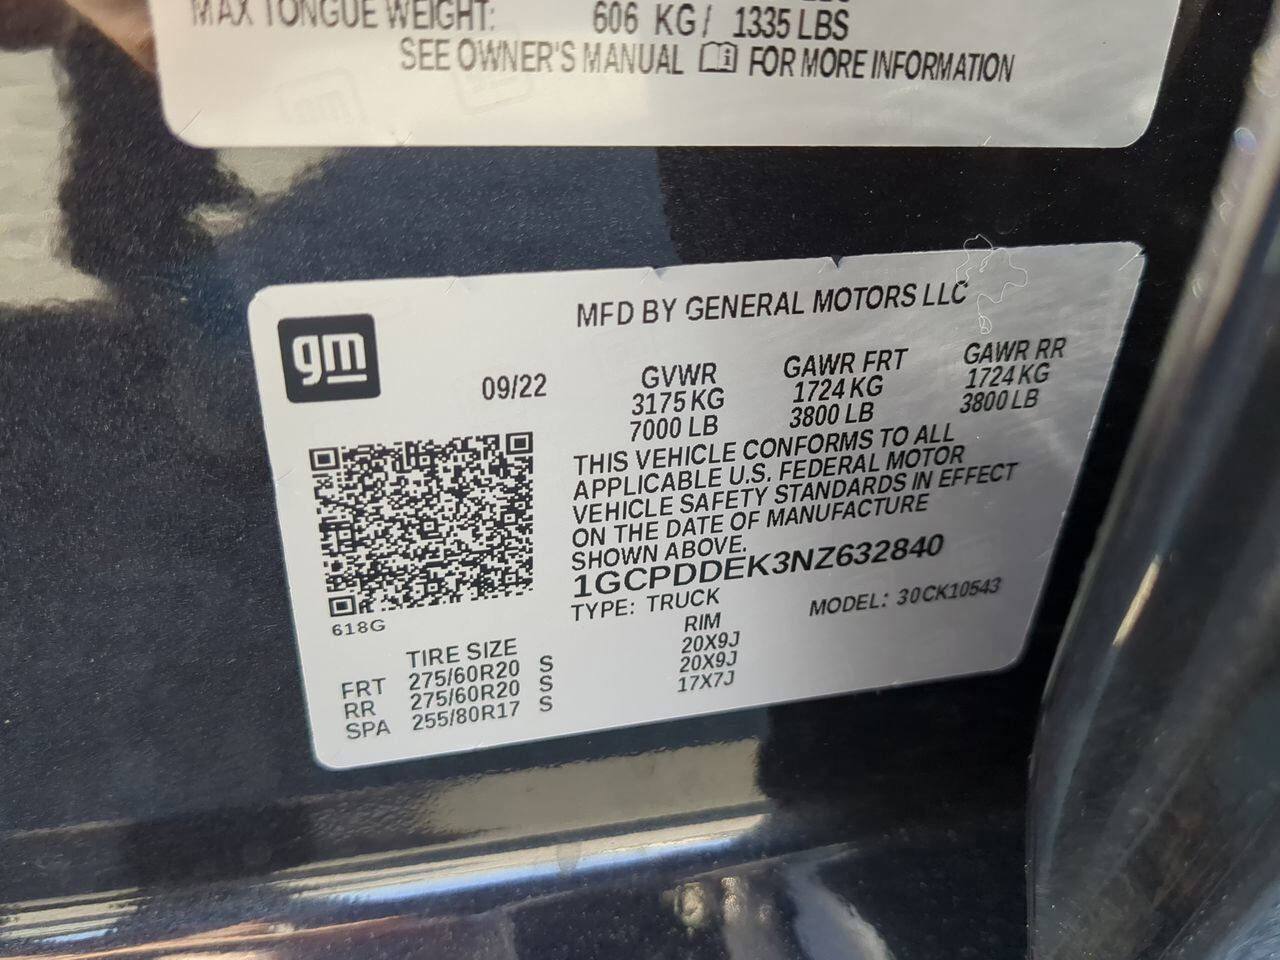 MAX TONGUE WEIGHT: 606 KG / 1335 LBS
SEE OWNER'S MANUAL FOR MORE INFORMATION
gm
gm
MFD BY GENERAL MOTORS LLC
09/22
GVWR GAWR FRT GAWR RR
3175 KG 1724 KG 1724 KG
7000 LB 3800 LB 3800 LB
THIS VEHICLE CONFORMS TO ALL
APPLICABLE U.S. FEDERAL MOTOR
VEHICLE SAFETY STANDARDS IN EFFECT
ON THE DATE OF MANUFACTURE
SHOWN ABOVE.
1GCPDDEK3NZ632840
TYPE: TRUCK MODEL: 30CK10543
618G
TIRE SIZE RIM
FRT 275/60R20 S 20X9J
RR 275/60R20 S 20X9J
SPA 255/80R17 S 17X7J